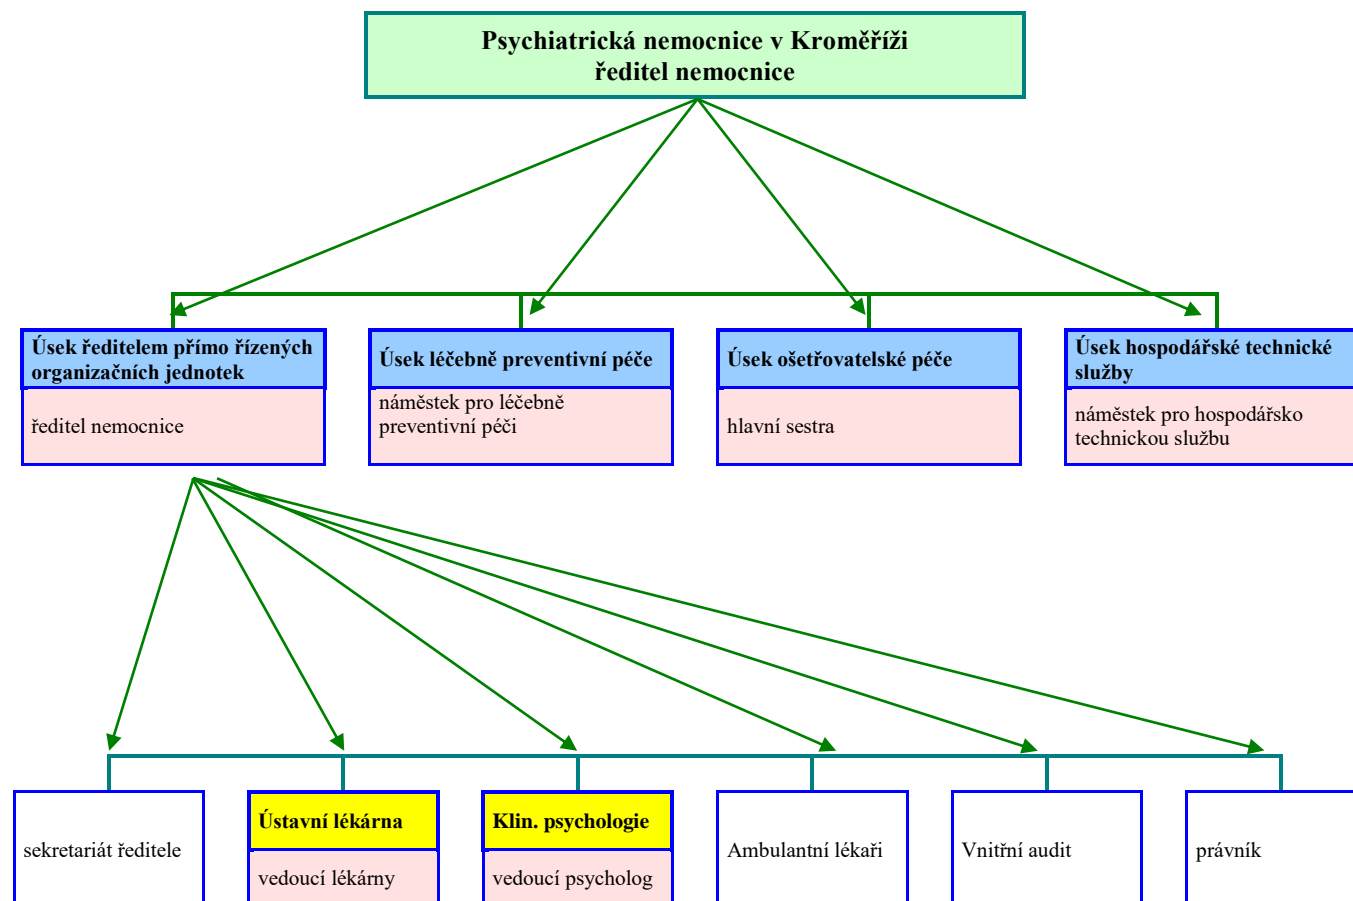 Psychiatrická nemocnice v Kroměříži
ředitel nemocnice
Úsek ředitelem přímo řízených
organizačních jednotek
ředitel nemocnice
Úsek léčebně preventivní péče
náměstek pro léčebně
preventivní péči
Úsek ošetřovatelské péče
hlavní sestra
Úsek hospodářské technické
služby
náměstek pro hospodářsko
technickou službu
sekretariát ředitele
Ústavní lékárna
vedoucí lékárny
Klin. psychologie
vedoucí psycholog
Ambulantní lékaři
Vnitřní audit
právník